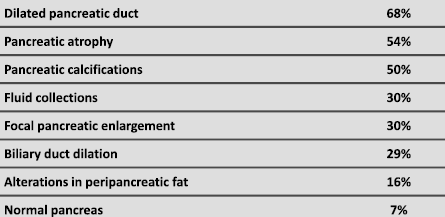 Dilated pancreatic duct 68%
Pancreatic atrophy 54%
Pancreatic calcifications 50%
Fluid collections 30%
Focal pancreatic enlargement 30%
Biliary duct dilation 29%
Alterations in peripancreatic fat 16%
Normal pancreas 7%